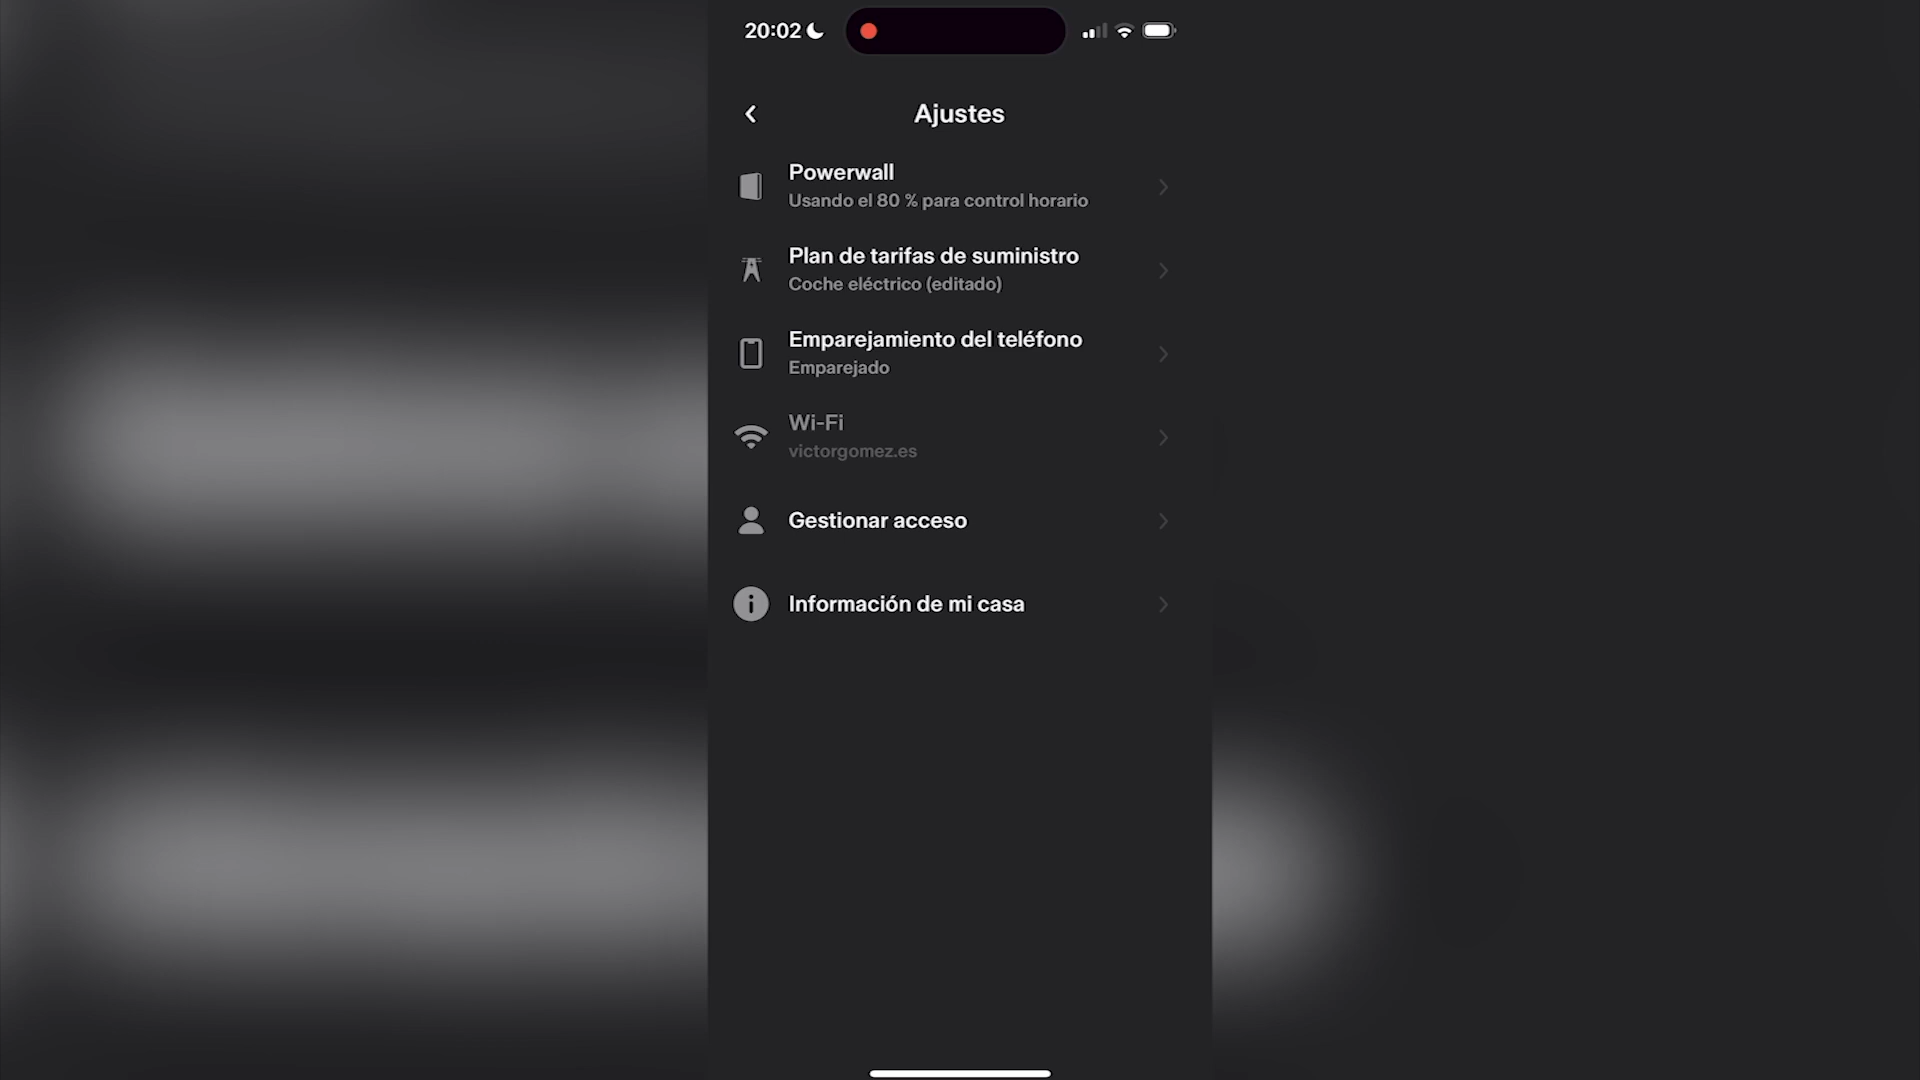 20:02
Ajustes
Powerwall
Usando el 80 % para control horario
Plan de tarifas de suministro
Coche eléctrico (editado)
Emparejamiento del teléfono
Emparejado
Wi-Fi
victorgomez.es
Gestionar acceso
Información de mi casa